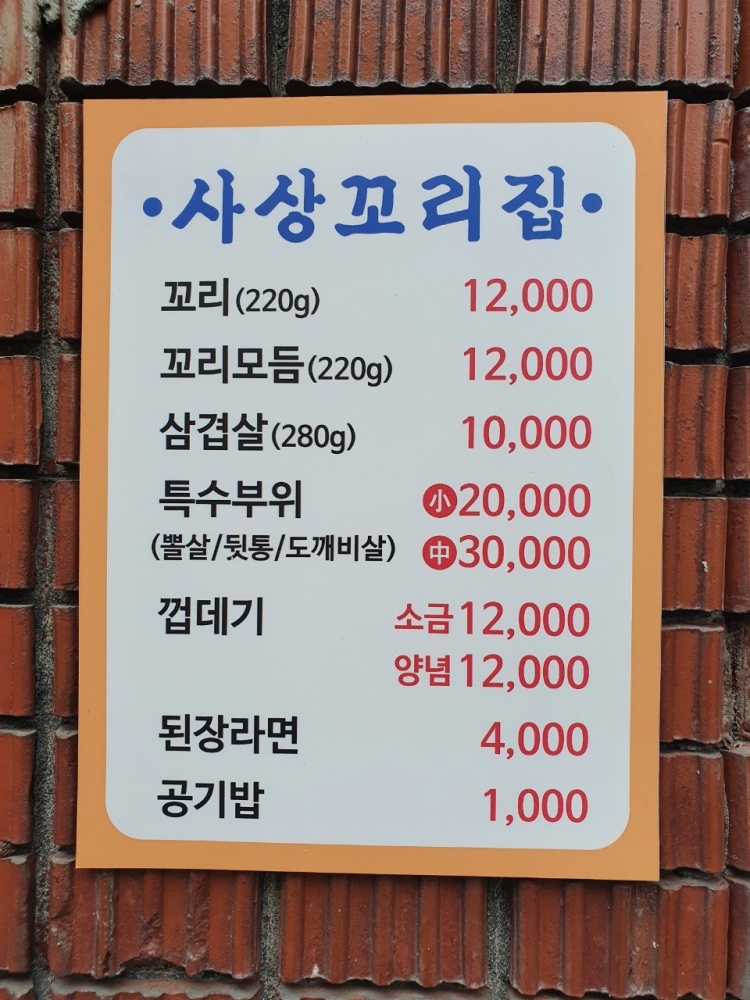 ·사상꼬리집·
꼬리(220g) 12,000
꼬리모듬(220g) 12,000
삼겹살(280g) 10,000
특수부위 小20,000
(뽈살/뒷통/도깨비살) 中30,000
껍데기 소금12,000
양념12,000
된장라면 4,000
공기밥 1,000